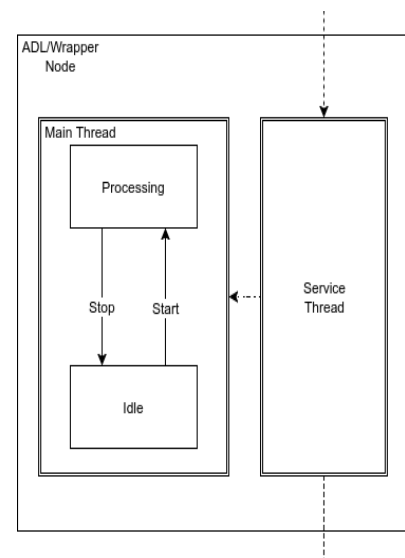 ADL/Wrapper
Node
Main Thread
Processing
Stop
Start
Idle
Service
Thread